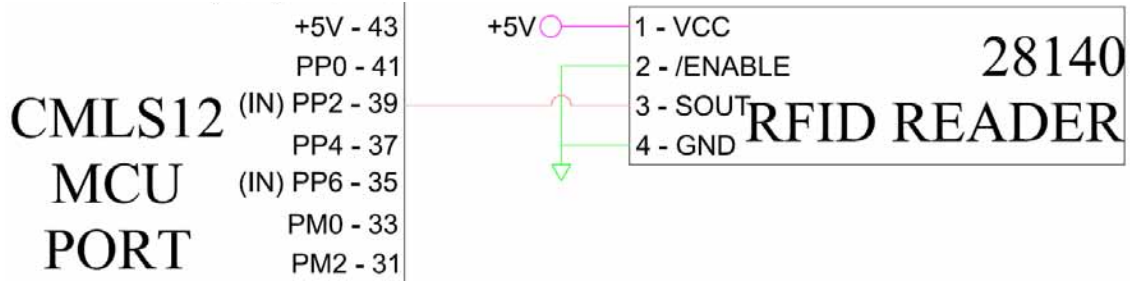 +5V - 43
PP0 - 41
(IN) PP2 - 39
PP4 - 37
(IN) PP6 - 35
PM0 - 33
PM2 - 31
CMLS12
MCU
PORT
+5V
1 - VCC
2 - /ENABLE
3 - SOUT
4 - GND
28140
RFID READER